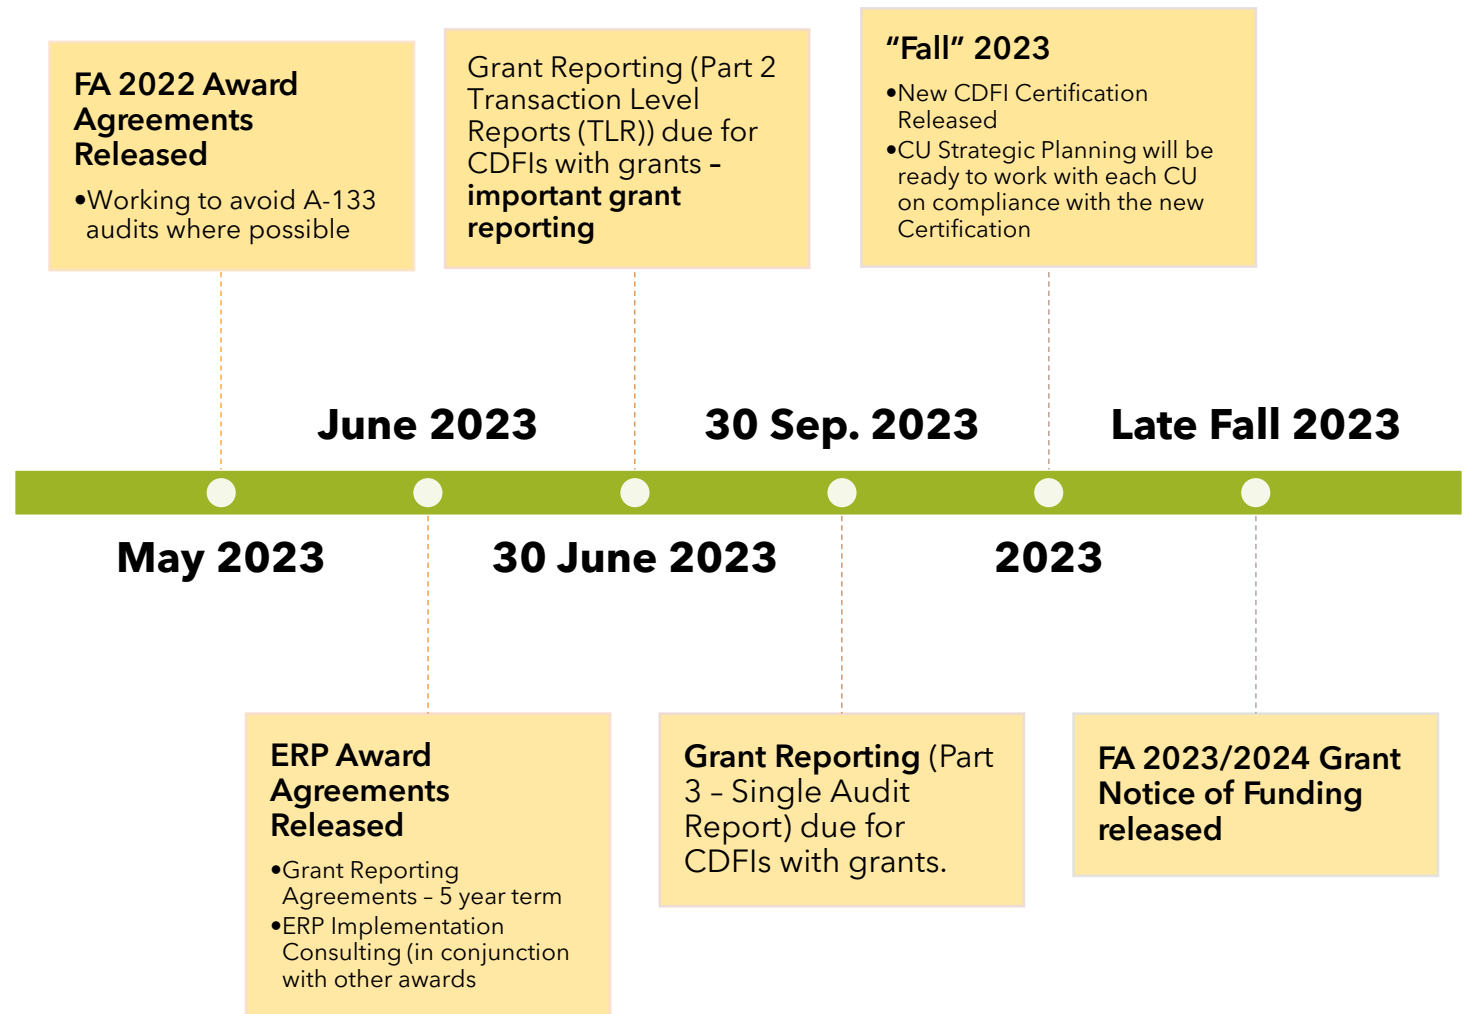 FA 2022 Award
Agreements
Released
•Working to avoid A-133
audits where possible
Grant Reporting (Part 2
Transaction Level
Reports (TLR)) due for
CDFIs with grants –
important grant
reporting
“Fall” 2023
•New CDFI Certification
Released
•CU Strategic Planning will be
ready to work with each CU
on compliance with the new
Certification
June 2023
30 Sep. 2023
Late Fall 2023
May 2023
30 June 2023
2023
ERP Award
Agreements
Released
•Grant Reporting
Agreements – 5 year term
•ERP Implementation
Consulting (in conjunction
with other awards
Grant Reporting (Part
3 – Single Audit
Report) due for
CDFIs with grants.
FA 2023/2024 Grant
Notice of Funding
released